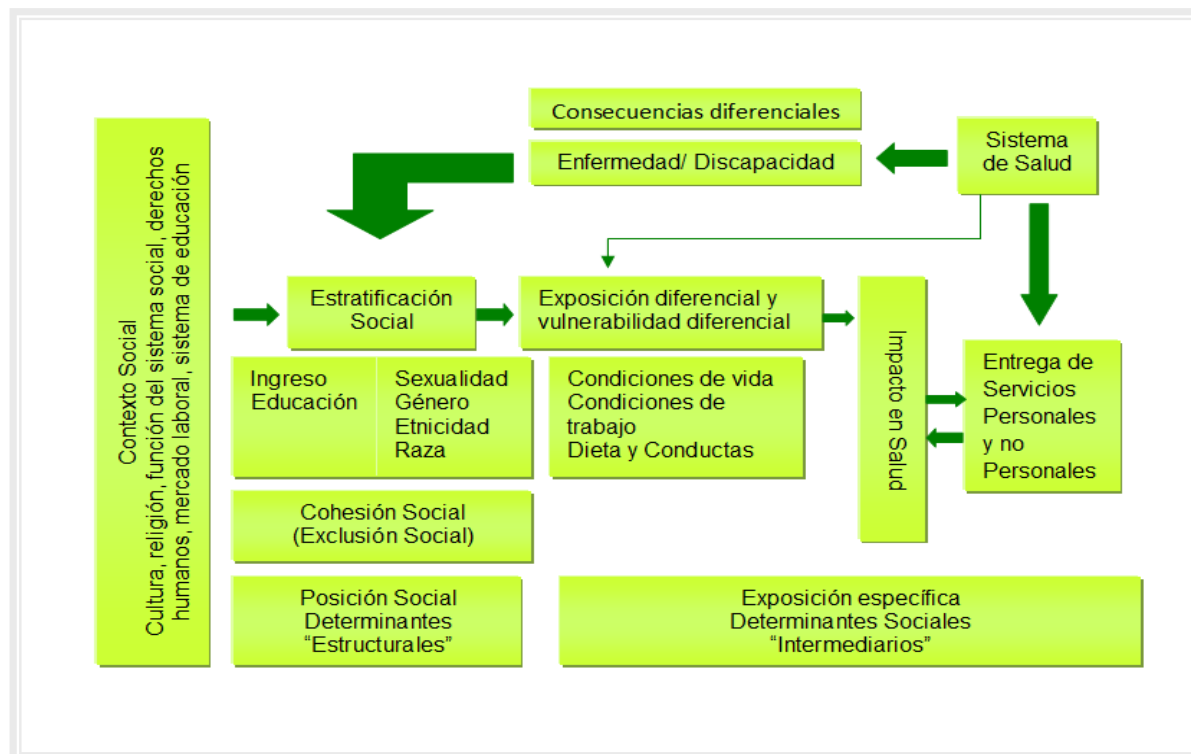 Consecuencias diferenciales
Enfermedad/ Discapacidad
Sistema
de Salud
Contexto Social
Cultura, religión, función del sistema social, derechos
humanos, mercado laboral, sistema de educación
Estratificación
Social
Exposición diferencial y
vulnerabilidad diferencial
Impacto en Salud
Entrega de
Servicios
Personales
y no
Personales
Ingreso
Educación
Sexualidad
Género
Etnicidad
Raza
Condiciones de vida
Condiciones de
trabajo
Dieta y Conductas
Cohesión Social
(Exclusión Social)
Posición Social
Determinantes
“Estructurales”
Exposición específica
Determinantes Sociales
“Intermediarios”